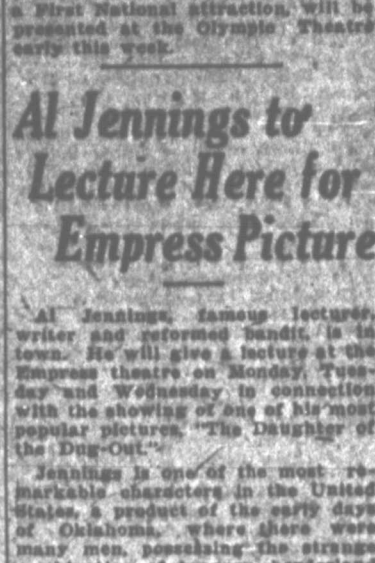 a First National attraction, will be
presented at the Olympic Theatre
early this week.
Al Jennings to
Lecture Here for
Empress Picture
Al Jennings, famous lecturer,
writer and reformed bandit, is in
town. He will give a lecture at the
Empress theatre on Monday, Tues-
day and Wednesday in connection
with the showing of one of his most
popular pictures, "The Daughter of
the Dug-Out."
Jennings is one of the most re-
markable characters in the United
States, a product of the early days
of Oklahoma, where there were
many men, possessing the strange